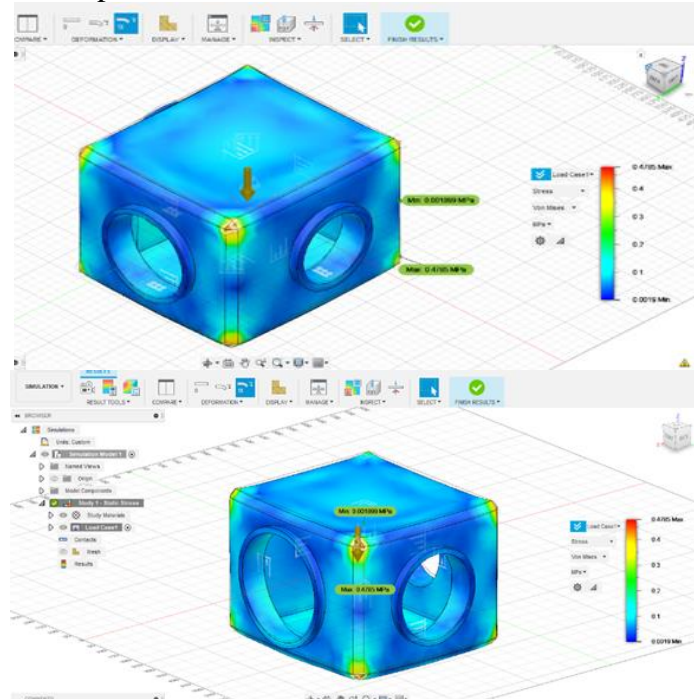 COMPARE ▾ DEFORMATION ▾ DISPLAY ▾ MANAGE ▾ INSPECT ▾ SELECT ▾ FINISH RESULTS ▾
Load Case1 ▾
Stress
Von Mises
MPa ▾
0.4785 Max
0.4
0.3
0.2
0.1
0.0019 Min
Min: 0.001899 MPa
Max: 0.4785 MPa
RESULTS
SIMULATION ▾ RESULT TOOLS ▾ COMPARE ▾ DEFORMATION ▾ DISPLAY ▾ MANAGE ▾ INSPECT ▾ SELECT ▾ FINISH RESULTS ▾
BROWSER
Simulations
Units: Custom
Simulation Model 1
Named Views
Origin
Model Components
Study 1 - Static Stress
Study Materials
Load Case1
Contacts
Mesh
Results
Min: 0.001899 MPa
Max: 0.4785 MPa
Load Case1 ▾
Stress
Von Mises
MPa ▾
0.4785 Max
0.4
0.3
0.2
0.1
0.0019 Min